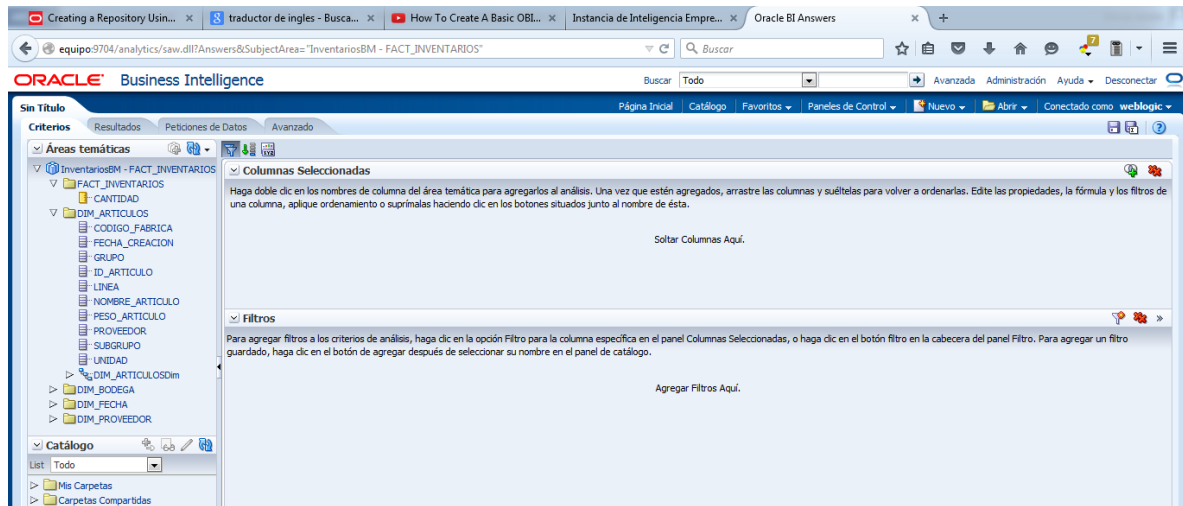 Creating a Repository Usin... × traductor de ingles - Busca... × How To Create A Basic OBI... × Instancia de Inteligencia Empre... × Oracle BI Answers × +
equipo:9704/analytics/saw.dll?Answers&SubjectArea="InventariosBM - FACT_INVENTARIOS" Buscar 7
ORACLE Business Intelligence Buscar Todo Avanzada Administración Ayuda Desconectar
Sin Título Página Inicial Catálogo Favoritos Paneles de Control Nuevo Abrir Conectado como weblogic
Criterios Resultados Peticiones de Datos Avanzado
Áreas temáticas
InventariosBM - FACT_INVENTARIOS
FACT_INVENTARIOS
CANTIDAD
DIM_ARTICULOS
CODIGO_FABRICA
FECHA_CREACION
GRUPO
ID_ARTICULO
LINEA
NOMBRE_ARTICULO
PESO_ARTICULO
PROVEEDOR
SUBGRUPO
UNIDAD
DIM_ARTICULOSDim
DIM_BODEGA
DIM_FECHA
DIM_PROVEEDOR
Catálogo
List Todo
Mis Carpetas
Carpetas Compartidas
Columnas Seleccionadas
Haga doble clic en los nombres de columna del área temática para agregarlos al análisis. Una vez que estén agregados, arrastre las columnas y suéltelas para volver a ordenarlas. Edite las propiedades, la fórmula y los filtros de
una columna, aplique ordenamiento o suprímalas haciendo clic en los botones situados junto al nombre de ésta.
Soltar Columnas Aquí.
Filtros »
Para agregar filtros a los criterios de análisis, haga clic en la opción Filtro para la columna específica en el panel Columnas Seleccionadas, o haga clic en el botón filtro en la cabecera del panel Filtro. Para agregar un filtro
guardado, haga clic en el botón de agregar después de seleccionar su nombre en el panel de catálogo.
Agregar Filtros Aquí.